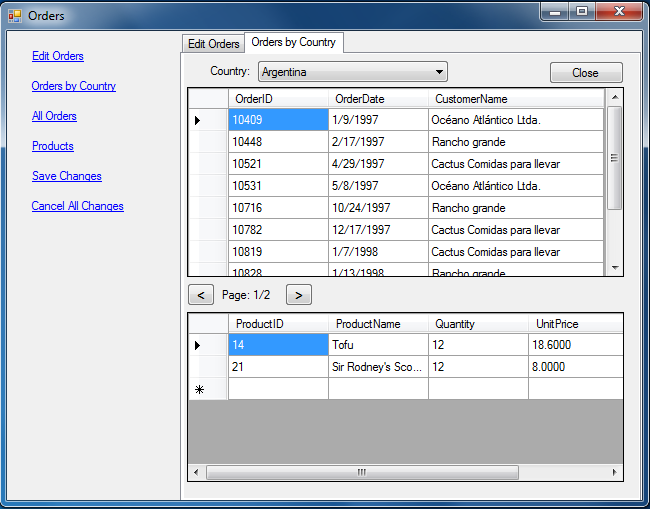 Orders
Edit Orders
Orders by Country
All Orders
Products
Save Changes
Cancel All Changes
Edit Orders Orders by Country
Country: Argentina Close
OrderID OrderDate CustomerName
10409 1/9/1997 Océano Atlántico Ltda.
10448 2/17/1997 Rancho grande
10521 4/29/1997 Cactus Comidas para llevar
10531 5/8/1997 Océano Atlántico Ltda.
10716 10/24/1997 Rancho grande
10782 12/17/1997 Cactus Comidas para llevar
10819 1/7/1998 Cactus Comidas para llevar
10828 1/13/1998 Rancho grande
< Page: 1/2 >
ProductID ProductName Quantity UnitPrice
14 Tofu 12 18.6000
21 Sir Rodney's Sco... 12 8.0000